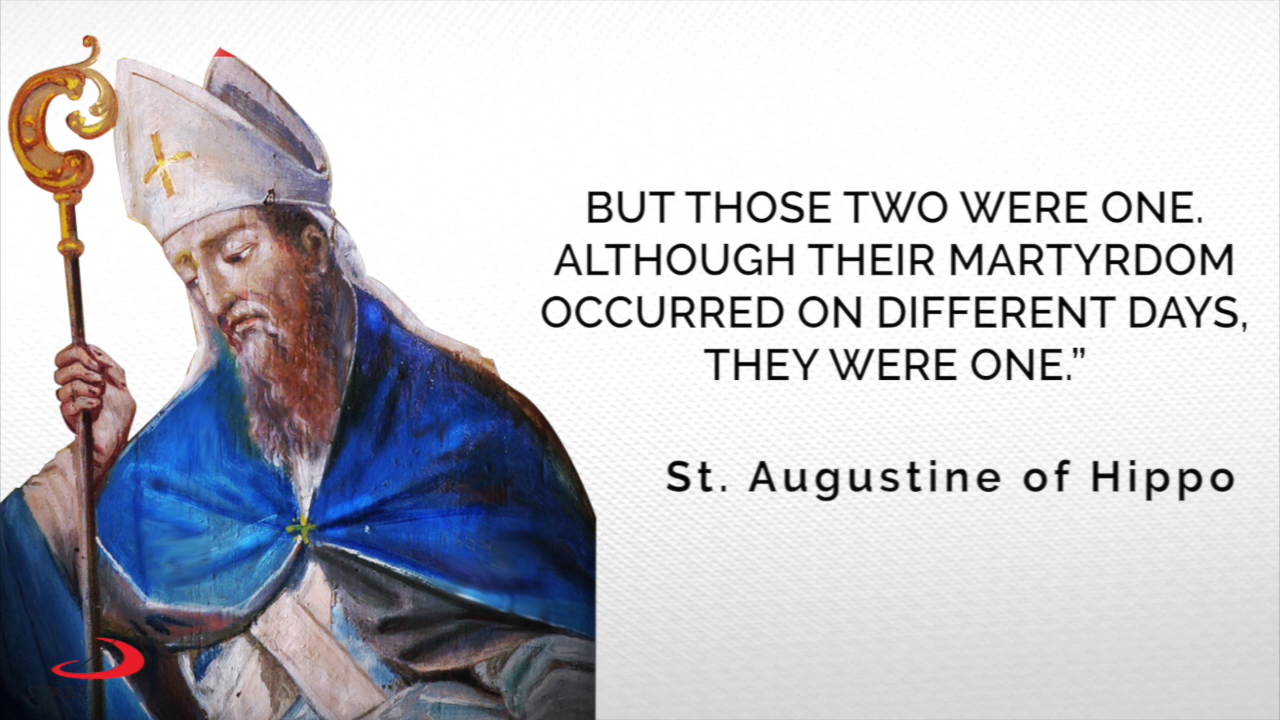 BUT THOSE TWO WERE ONE.
ALTHOUGH THEIR MARTYRDOM
OCCURRED ON DIFFERENT DAYS,
THEY WERE ONE.”
St. Augustine of Hippo